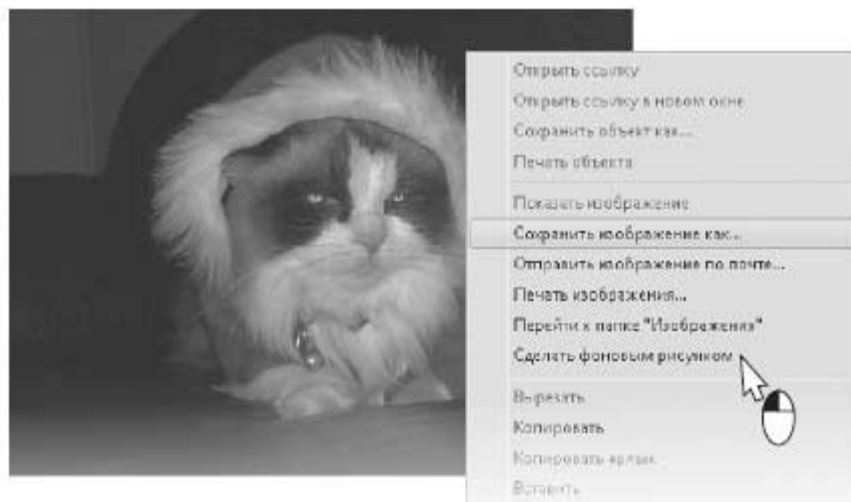 Открыть ссылку
Открыть ссылку в новом окне
Сохранить объект как...
Печать объекта
Показать изображение
Сохранить изображение как...
Отправить изображение по почте...
Печать изображения...
Перейти к папке "Изображения"
Сделать фоновым рисунком
Вырезать
Копировать
Копировать ярлык
Вставить